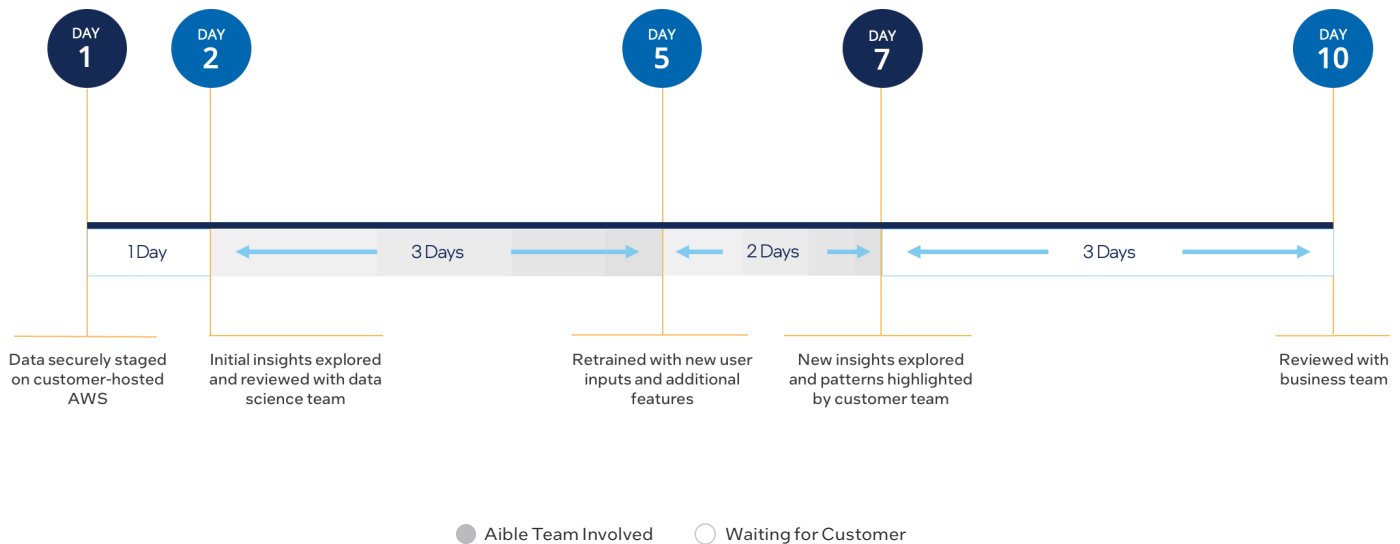 DAY
1
DAY
2
DAY
5
DAY
7
DAY
10
1 Day
3 Days
2 Days
3 Days
Data securely staged
on customer-hosted
AWS
Initial insights explored
and reviewed with data
science team
Retrained with new user
inputs and additional
features
New insights explored
and patterns highlighted
by customer team
Reviewed with
business team
Aible Team Involved
Waiting for Customer